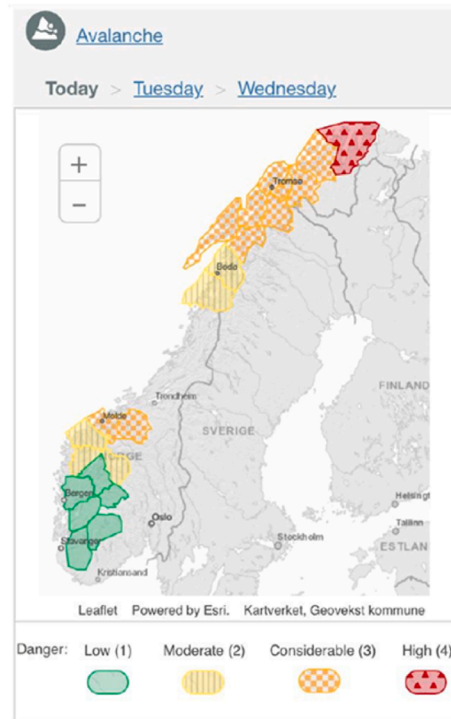 Avalanche
Today > Tuesday > Wednesday
+
−
Tromsø
Bodø
Trondheim
Molde
FINLAND
SVERIGE
Bergen
Oslo
Helsing
Stavanger
Stockholm
Tallinn
ESTLAN
Kristiansand
Leaflet Powered by Esri. Kartverket, Geovekst kommune
Danger: Low (1) Moderate (2) Considerable (3) High (4)